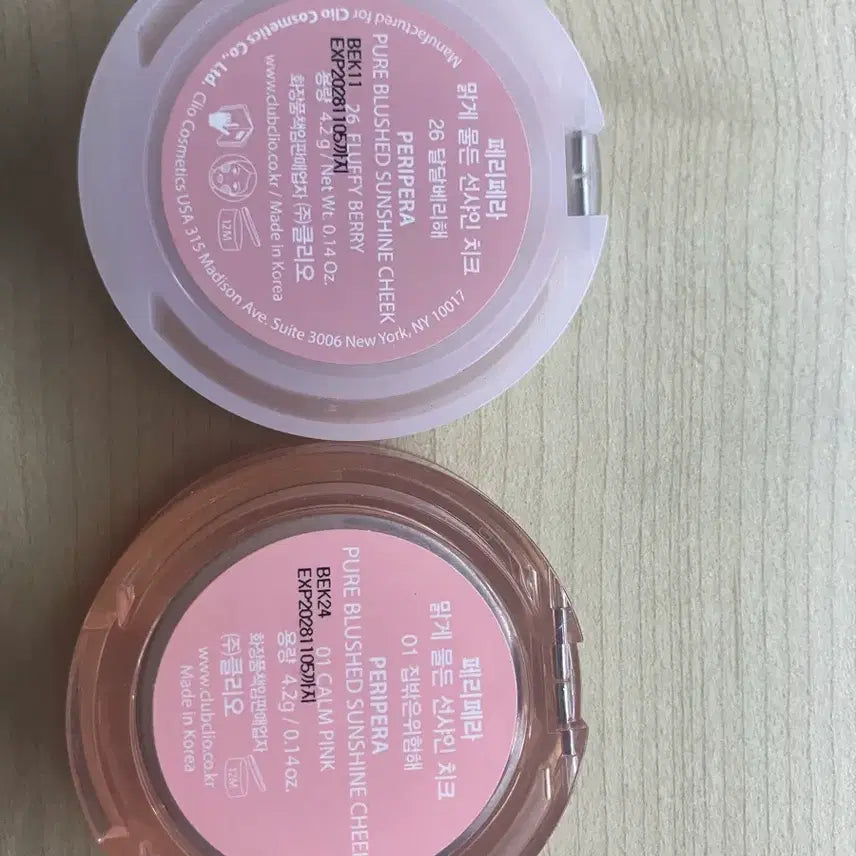 페리페라
맑게 물든 선샤인 치크
26 달달베리해
PERIPERA
PURE BLUSHED SUNSHINE CHEEK
26 FLUFFY BERRY
BEK11
EXP20281105까지
용량 4.2 g / Net Wt. 0.14 Oz.
화장품책임판매업자 (주)클리오
www.clubclio.co.kr / Made in Korea
12M
Manufactured for Clio Cosmetics Co., Ltd. Clio Cosmetics USA 315 Madison Ave. Suite 3006 New York, NY 10017
페리페라
맑게 물든 선샤인 치크
01 집밖은위험해
PERIPERA
PURE BLUSHED SUNSHINE CHEEK
01 CALM PINK
BEK24
EXP20281105까지
용량 4.2g / 0.14 oz.
화장품책임판매업자
(주)클리오
www.clubclio.co.kr
Made in Korea
12M